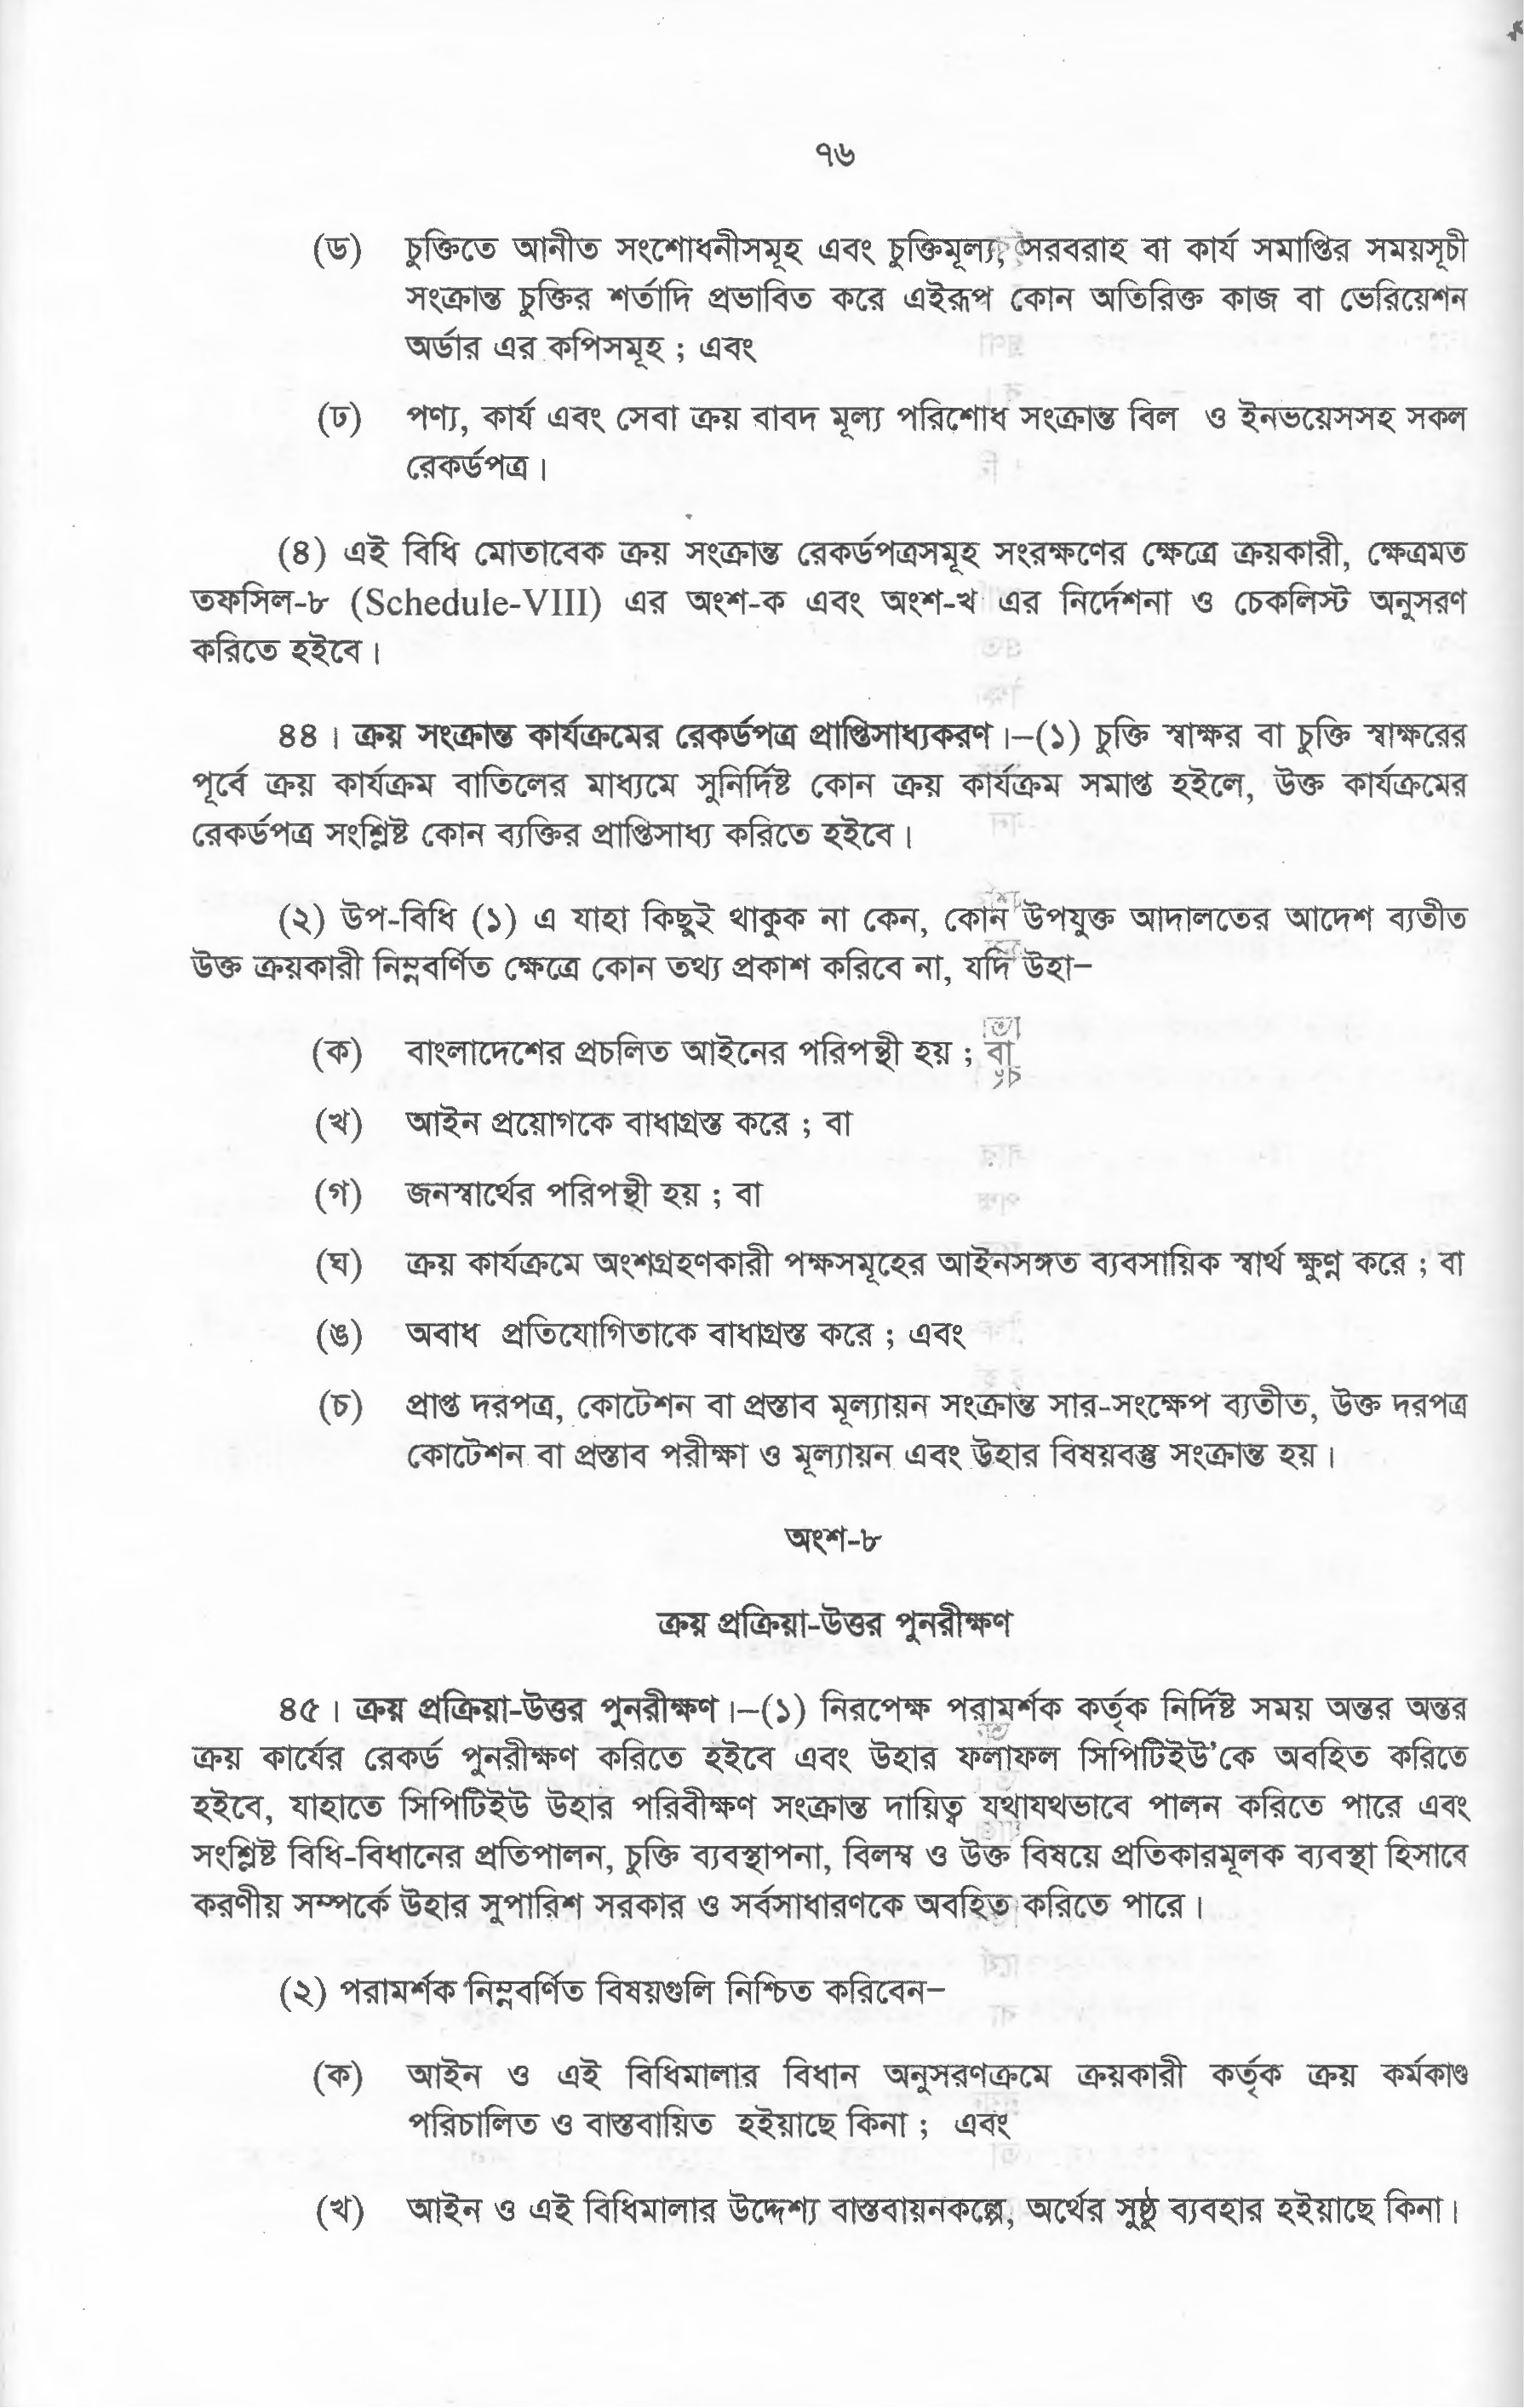 ৭৬
(ড) চুক্তিতে আনীত সংশোধনীসমূহ এবং চুক্তিমূল্য, সরবরাহ বা কার্য সমাপ্তির সময়সূচী
সংক্রান্ত চুক্তির শর্তাদি প্রভাবিত করে এইরূপ কোন অতিরিক্ত কাজ বা ভেরিয়েশন
অর্ডার এর কপিসমূহ ; এবং
(ঢ) পণ্য, কার্য এবং সেবা ক্রয় বাবদ মূল্য পরিশোধ সংক্রান্ত বিল ও ইনভয়েসসহ সকল
রেকর্ডপত্র।
(৪) এই বিধি মোতাবেক ক্রয় সংক্রান্ত রেকর্ডপত্রসমূহ সংরক্ষণের ক্ষেত্রে ক্রয়কারী, ক্ষেত্রমত
তফসিল-৮ (Schedule-VIII) এর অংশ-ক এবং অংশ-খ এর নির্দেশনা ও চেকলিস্ট অনুসরণ
করিতে হইবে।
৪৪। ক্রয় সংক্রান্ত কার্যক্রমের রেকর্ডপত্র প্রাপ্তিসাধ্যকরণ।–(১) চুক্তি স্বাক্ষর বা চুক্তি স্বাক্ষরের
পূর্বে ক্রয় কার্যক্রম বাতিলের মাধ্যমে সুনির্দিষ্ট কোন ক্রয় কার্যক্রম সমাপ্ত হইলে, উক্ত কার্যক্রমের
রেকর্ডপত্র সংশ্লিষ্ট কোন ব্যক্তির প্রাপ্তিসাধ্য করিতে হইবে।
(২) উপ-বিধি (১) এ যাহা কিছুই থাকুক না কেন, কোন উপযুক্ত আদালতের আদেশ ব্যতীত
উক্ত ক্রয়কারী নিম্নবর্ণিত ক্ষেত্রে কোন তথ্য প্রকাশ করিবে না, যদি উহা–
(ক) বাংলাদেশের প্রচলিত আইনের পরিপন্থী হয় ; বা
(খ) আইন প্রয়োগকে বাধাগ্রস্ত করে ; বা
(গ) জনস্বার্থের পরিপন্থী হয় ; বা
(ঘ) ক্রয় কার্যক্রমে অংশগ্রহণকারী পক্ষসমূহের আইনসঙ্গত ব্যবসায়িক স্বার্থ ক্ষুণ্ন করে ; বা
(ঙ) অবাধ প্রতিযোগিতাকে বাধাগ্রস্ত করে ; এবং
(চ) প্রাপ্ত দরপত্র, কোটেশন বা প্রস্তাব মূল্যায়ন সংক্রান্ত সার-সংক্ষেপ ব্যতীত, উক্ত দরপত্র
কোটেশন বা প্রস্তাব পরীক্ষা ও মূল্যায়ন এবং উহার বিষয়বস্তু সংক্রান্ত হয়।
অংশ-৮
ক্রয় প্রক্রিয়া-উত্তর পুনরীক্ষণ
৪৫। ক্রয় প্রক্রিয়া-উত্তর পুনরীক্ষণ।–(১) নিরপেক্ষ পরামর্শক কর্তৃক নির্দিষ্ট সময় অন্তর অন্তর
ক্রয় কার্যের রেকর্ড পুনরীক্ষণ করিতে হইবে এবং উহার ফলাফল সিপিটিইউ’কে অবহিত করিতে
হইবে, যাহাতে সিপিটিইউ উহার পরিবীক্ষণ সংক্রান্ত দায়িত্ব যথাযথভাবে পালন করিতে পারে এবং
সংশ্লিষ্ট বিধি-বিধানের প্রতিপালন, চুক্তি ব্যবস্থাপনা, বিলম্ব ও উক্ত বিষয়ে প্রতিকারমূলক ব্যবস্থা হিসাবে
করণীয় সম্পর্কে উহার সুপারিশ সরকার ও সর্বসাধারণকে অবহিত করিতে পারে।
(২) পরামর্শক নিম্নবর্ণিত বিষয়গুলি নিশ্চিত করিবেন–
(ক) আইন ও এই বিধিমালার বিধান অনুসরণক্রমে ক্রয়কারী কর্তৃক ক্রয় কর্মকাণ্ড
পরিচালিত ও বাস্তবায়িত হইয়াছে কিনা ; এবং
(খ) আইন ও এই বিধিমালার উদ্দেশ্য বাস্তবায়নকল্পে, অর্থের সুষ্ঠু ব্যবহার হইয়াছে কিনা।